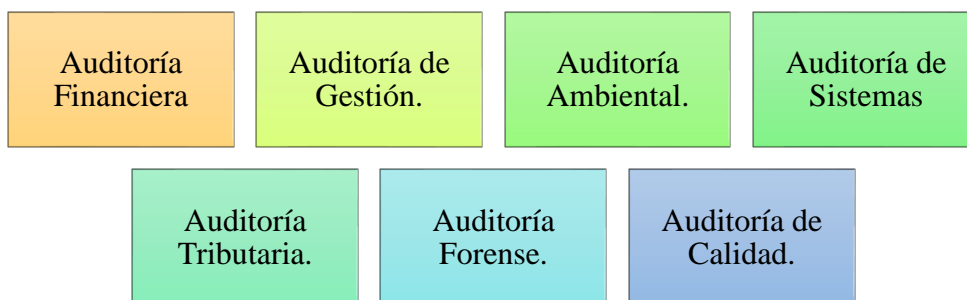 Auditoría
Financiera
Auditoría de
Gestión.
Auditoría
Ambiental.
Auditoría de
Sistemas
Auditoría
Tributaria.
Auditoría
Forense.
Auditoría de
Calidad.